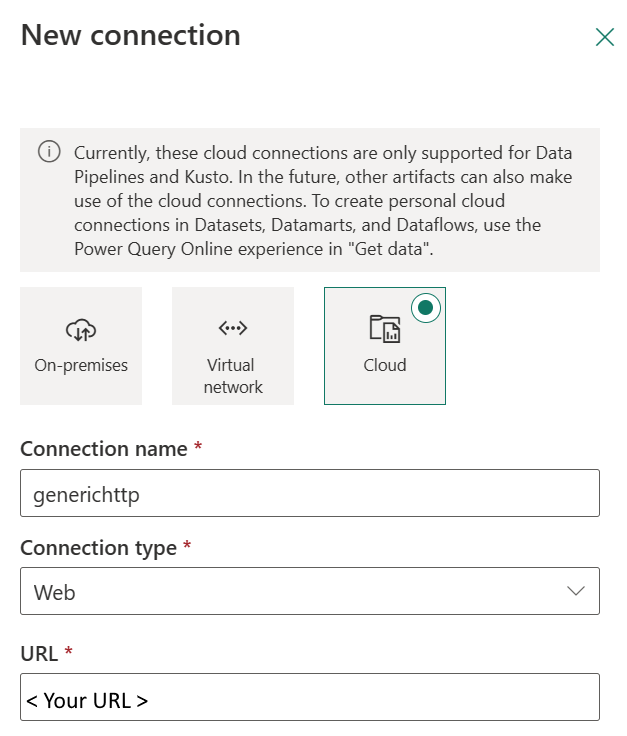 New connection
Currently, these cloud connections are only supported for Data
Pipelines and Kusto. In the future, other artifacts can also make
use of the cloud connections. To create personal cloud
connections in Datasets, Datamarts, and Dataflows, use the
Power Query Online experience in "Get data".
On-premises
Virtual
network
Cloud
Connection name *
generichttp
Connection type *
Web
URL *
< Your URL >